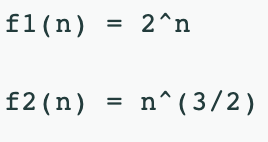 f1(n) = 2^n
f2(n) = n^(3/2)